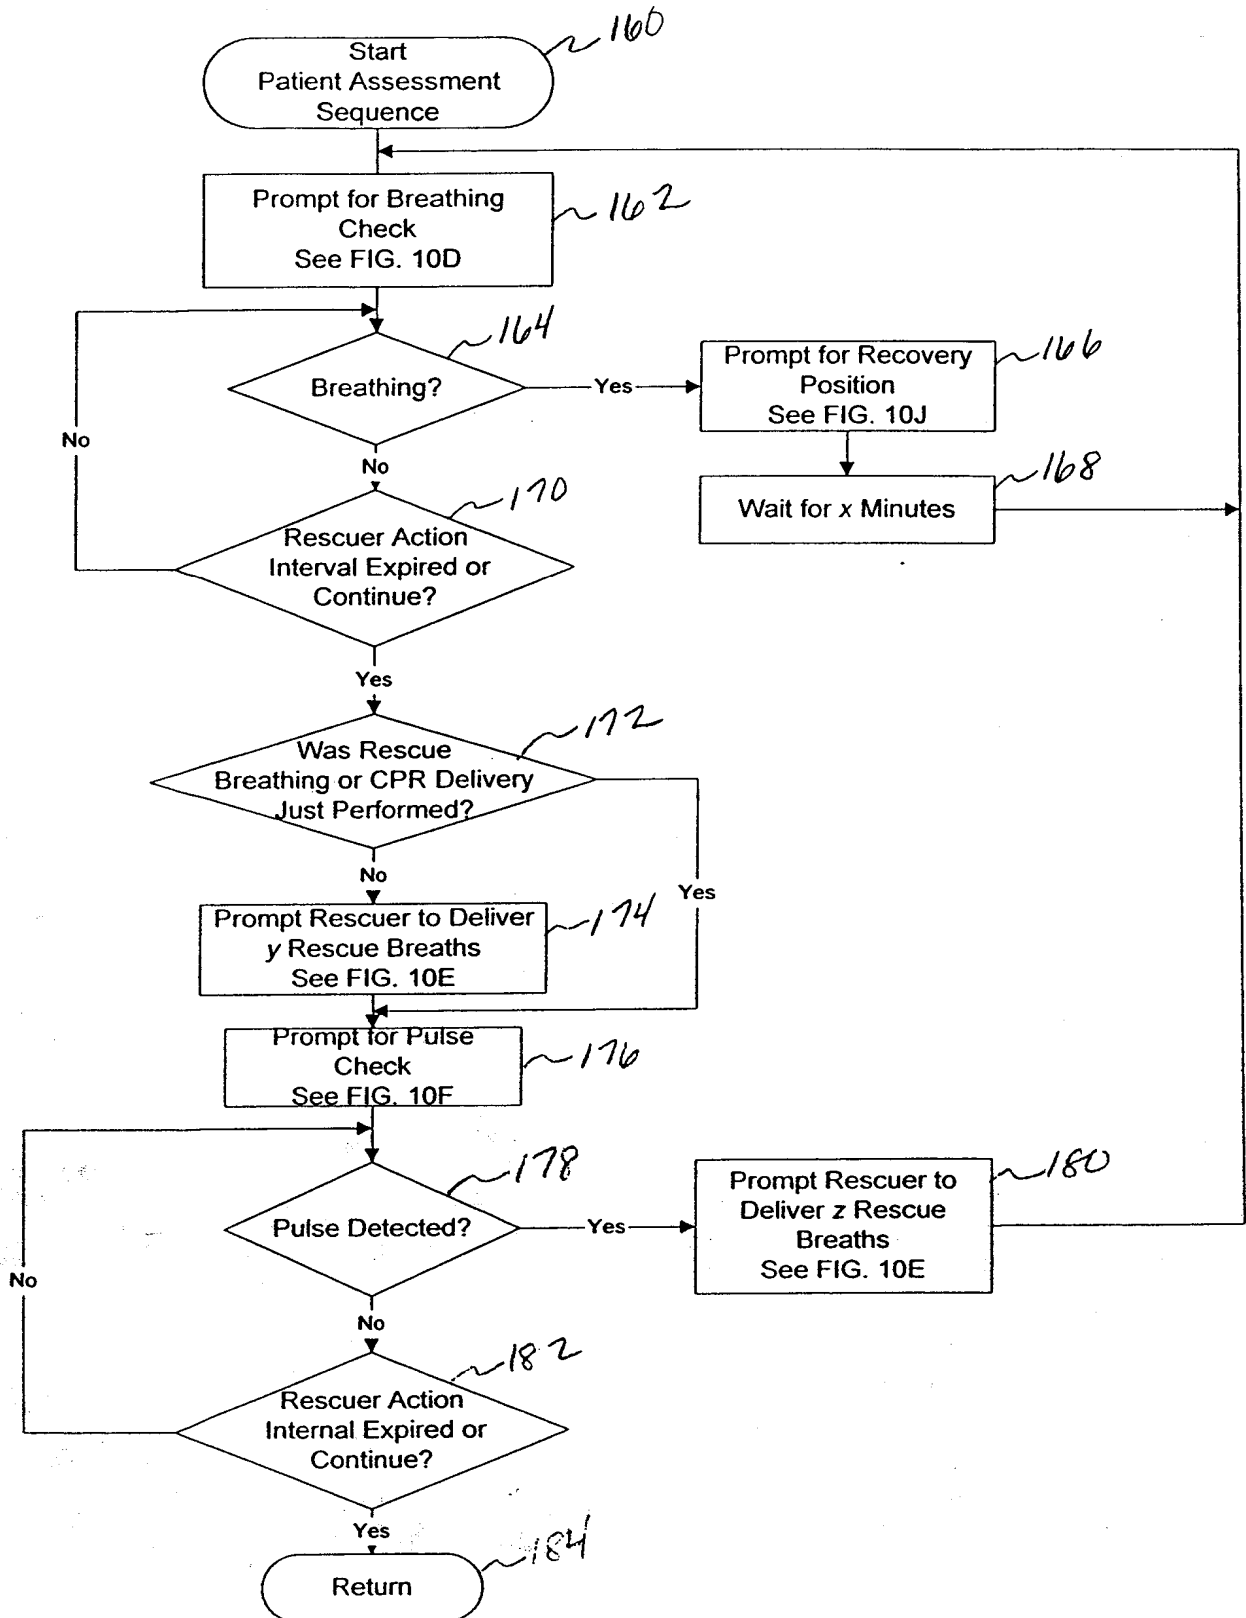 160
Start
Patient Assessment
Sequence
Prompt for Breathing
Check
See FIG. 10D
162
164
Breathing?
Yes
Prompt for Recovery
Position
See FIG. 10J
166
No
No
168
Wait for x Minutes
170
Rescuer Action
Interval Expired or
Continue?
Yes
172
Was Rescue
Breathing or CPR Delivery
Just Performed?
No
Yes
Prompt Rescuer to Deliver
y Rescue Breaths
See FIG. 10E
174
Prompt for Pulse
Check
See FIG. 10F
176
178
Pulse Detected?
Yes
Prompt Rescuer to
Deliver z Rescue
Breaths
See FIG. 10E
180
No
No
182
Rescuer Action
Internal Expired or
Continue?
Yes
184
Return